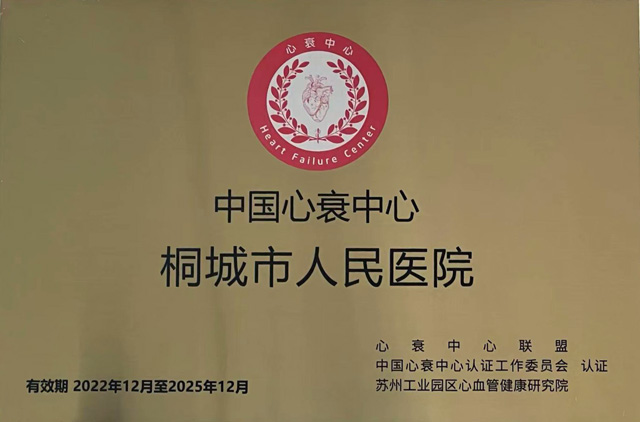 心衰中心
Heart Failure Center
中国心衰中心
桐城市人民医院
心衰中心联盟
中国心衰中心认证工作委员会 认证
苏州工业园区心血管健康研究院
有效期 2022年12月至2025年12月